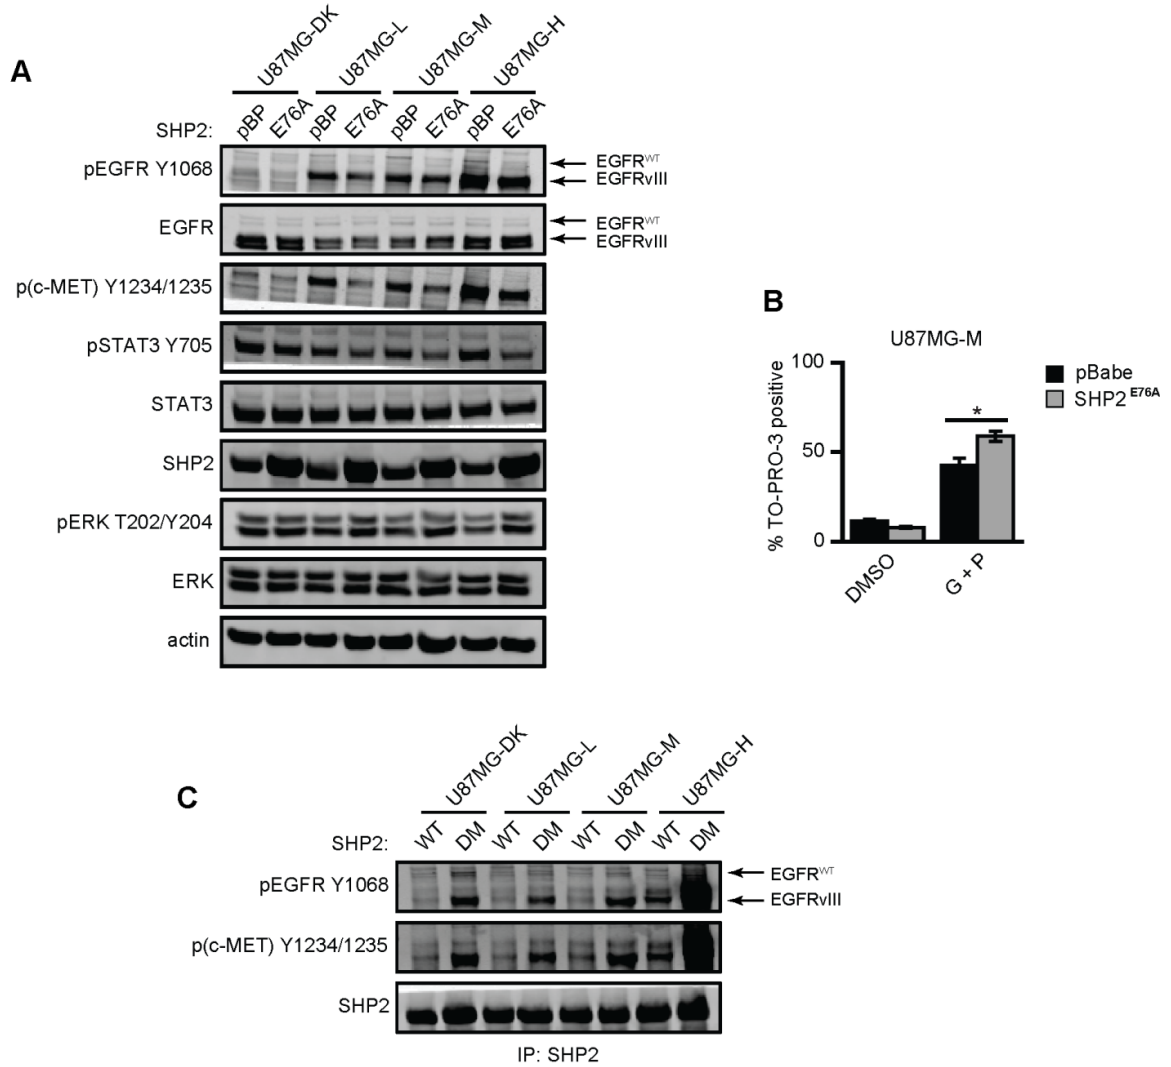 A
U87MG-DK
U87MG-L
U87MG-M
U87MG-H
SHP2: pBP E76A pBP E76A pBP E76A pBP E76A
pEGFR Y1068
EGFRWT
EGFRvIII
EGFR
EGFRWT
EGFRvIII
p(c-MET) Y1234/1235
pSTAT3 Y705
STAT3
SHP2
pERK T202/Y204
ERK
actin
B
U87MG-M
% TO-PRO-3 positive
100
50
0
*
DMSO
G + P
pBabe
SHP2 E76A
C
U87MG-DK
U87MG-L
U87MG-M
U87MG-H
SHP2: WT DM WT DM WT DM WT DM
pEGFR Y1068
EGFRWT
EGFRvIII
p(c-MET) Y1234/1235
SHP2
IP: SHP2